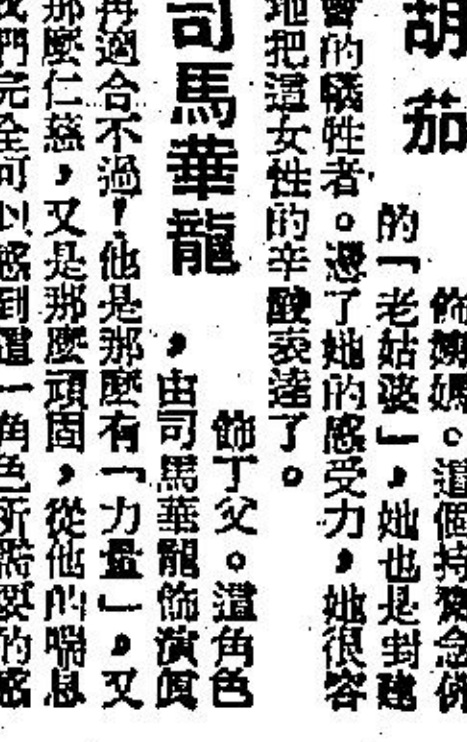 胡茄
飾媽。這個持齋念佛
的「老姑婆」,她也是封建
會的犧牲者。憑了她的感受力,她很容
地把這女性的辛酸表達了。
司馬華龍
飾丁父。這角色
,由司馬華龍飾演眞
再適合不過!他是那麼有「力量」,又
那麼仁慈,又是那麼頑固,從他的喘息
我們完全可以感到這一角色所需要的感